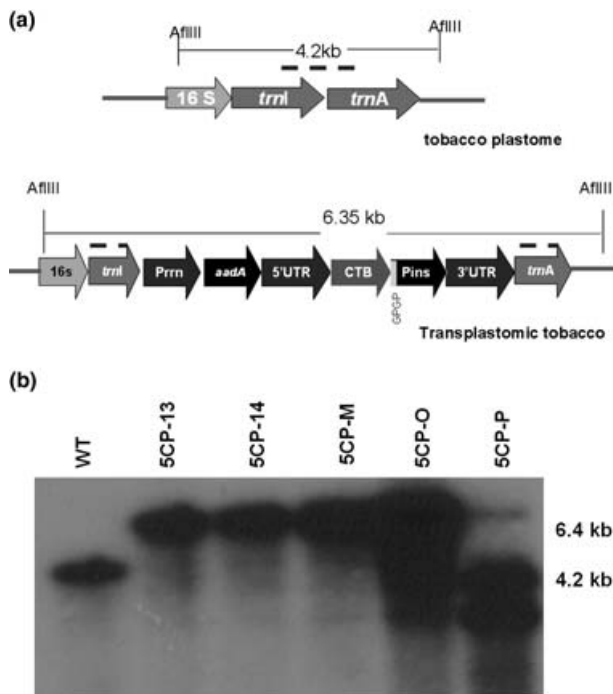 (a)
AflIII AflIII
4.2kb
16 S trnI trnA
tobacco plastome
AflIII AflIII
6.35 kb
16s trnI Prrn aadA 5'UTR CTB GPGP Pins 3'UTR trnA
Transplastomic tobacco
(b)
WT 5CP-13 5CP-14 5CP-M 5CP-O 5CP-P
6.4 kb
4.2 kb